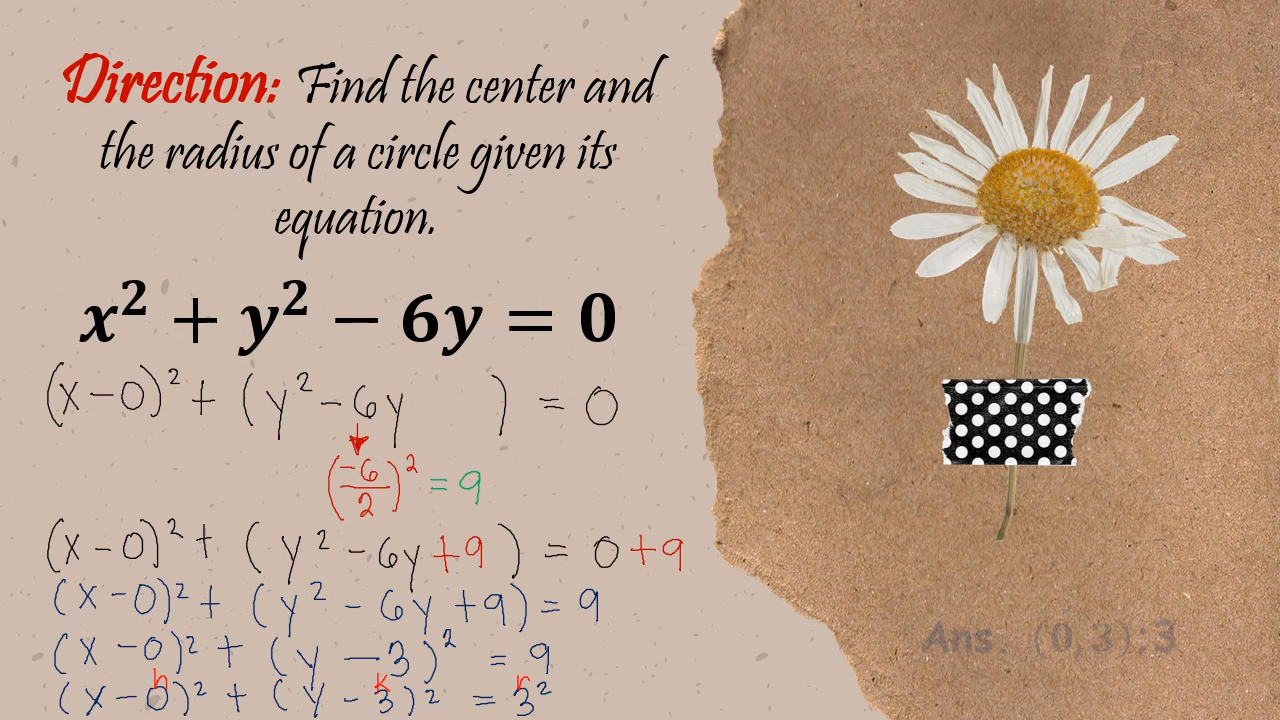 Direction: Find the center and
the radius of a circle given its
equation.
x² + y² − 6y = 0
(x − 0)² + (y² − 6y ) = 0
(−6/2)² = 9
(x − 0)² + (y² − 6y + 9) = 0 + 9
(x − 0)² + (y² − 6y + 9) = 9
(x − 0)² + (y − 3)² = 9
h k r
(x − 0)² + (y − 3)² = 3²
Ans. (0,3);3